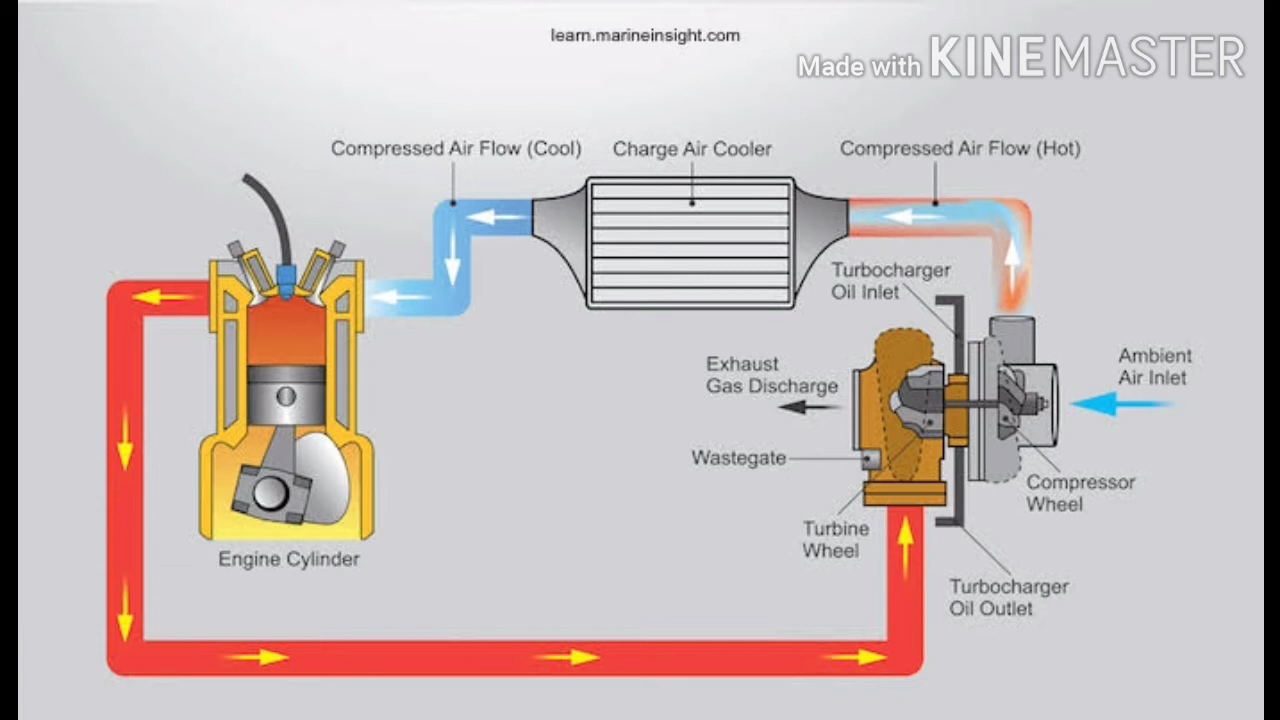 learn.marineinsight.com
Made with KINEMASTER
Compressed Air Flow (Cool)
Charge Air Cooler
Compressed Air Flow (Hot)
Turbocharger
Oil Inlet
Exhaust
Gas Discharge
Ambient
Air Inlet
Wastegate
Compressor
Wheel
Turbine
Wheel
Engine Cylinder
Turbocharger
Oil Outlet